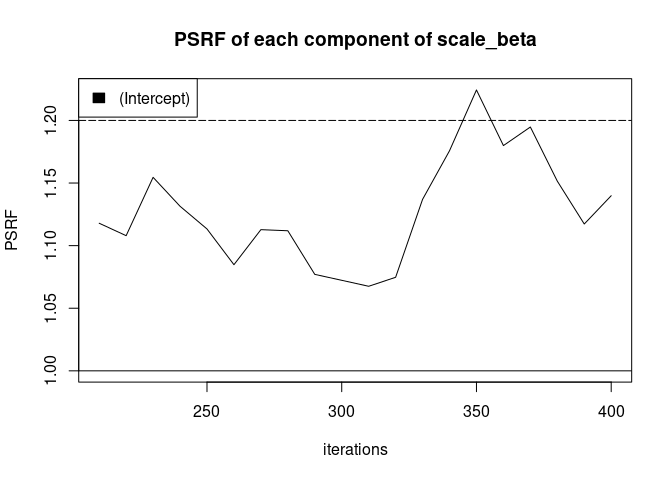 PSRF of each component of scale_beta
(Intercept)
PSRF
1.20
1.15
1.10
1.05
1.00
250 300 350 400
iterations